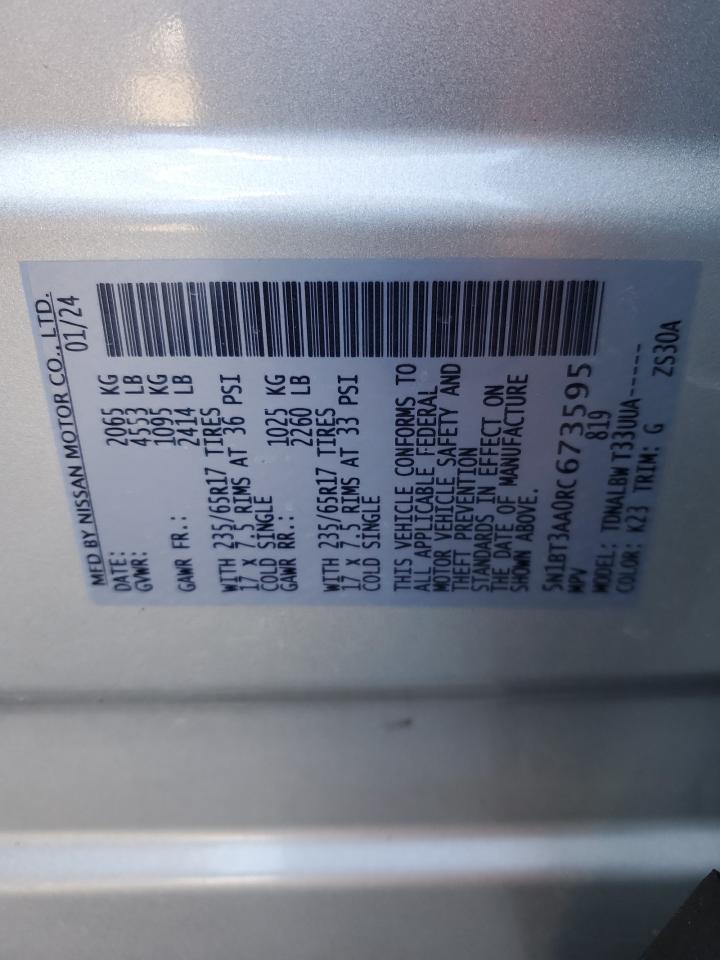 MFD BY NISSAN MOTOR CO., LTD.
DATE: 01/24
GVWR: 2065 KG
4553 LB
GAWR FR.: 1095 KG
2414 LB
WITH 235/65R17 TIRES
17 X 7.5 RIMS AT 36 PSI
COLD SINGLE
GAWR RR.: 1025 KG
2260 LB
WITH 235/65R17 TIRES
17 X 7.5 RIMS AT 33 PSI
COLD SINGLE
THIS VEHICLE CONFORMS TO
ALL APPLICABLE FEDERAL
MOTOR VEHICLE SAFETY AND
THEFT PREVENTION
STANDARDS IN EFFECT ON
THE DATE OF MANUFACTURE
SHOWN ABOVE.
5N1BT3AA0RC673595
MPV 819
MODEL: TDNALBW T33UUA-----
COLOR: K23 TRIM: G ZS30A